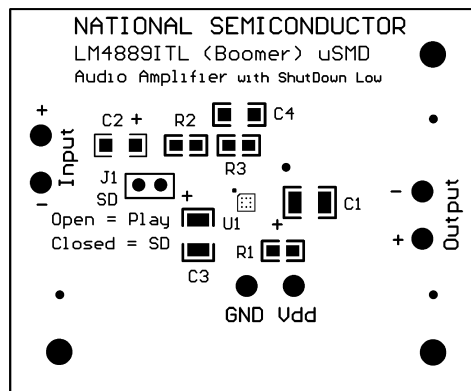 NATIONAL SEMICONDUCTOR
LM4889ITL (Boomer) uSMD
Audio Amplifier with ShutDown Low
+
Input
-
C2 +
R2
C4
R3
J1
SD
Open = Play
Closed = SD
+
U1
C1
C3
R1
+
GND Vdd
-
+
Output